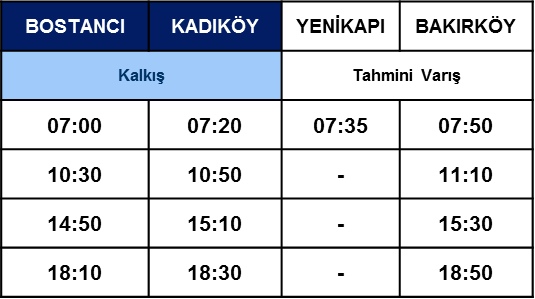 BOSTANCI KADIKÖY YENİKAPI BAKIRKÖY
Kalkış Tahmini Varış
07:00 07:20 07:35 07:50
10:30 10:50 - 11:10
14:50 15:10 - 15:30
18:10 18:30 - 18:50